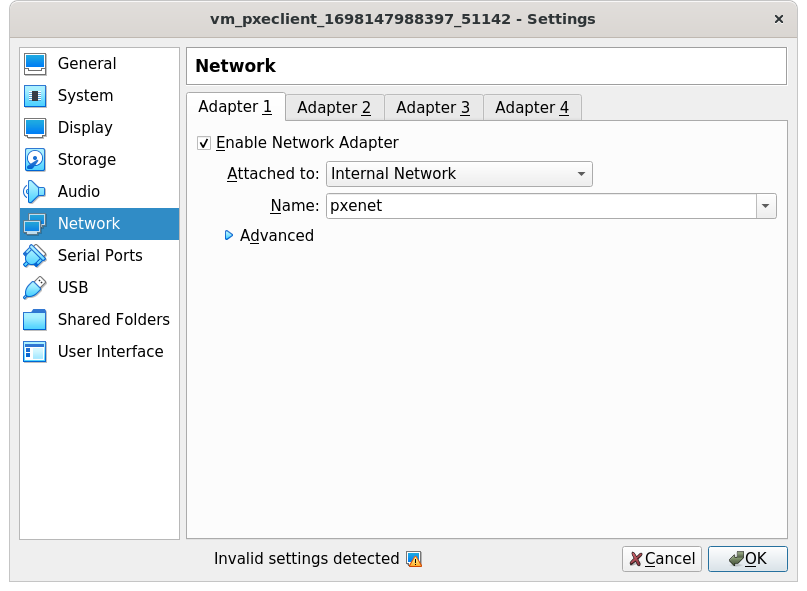 vm_pxeclient_1698147988397_51142 - Settings
General
System
Display
Storage
Audio
Network
Serial Ports
USB
Shared Folders
User Interface
Network
Adapter 1 Adapter 2 Adapter 3 Adapter 4
Enable Network Adapter
Attached to: Internal Network
Name: pxenet
Advanced
Invalid settings detected
Cancel OK